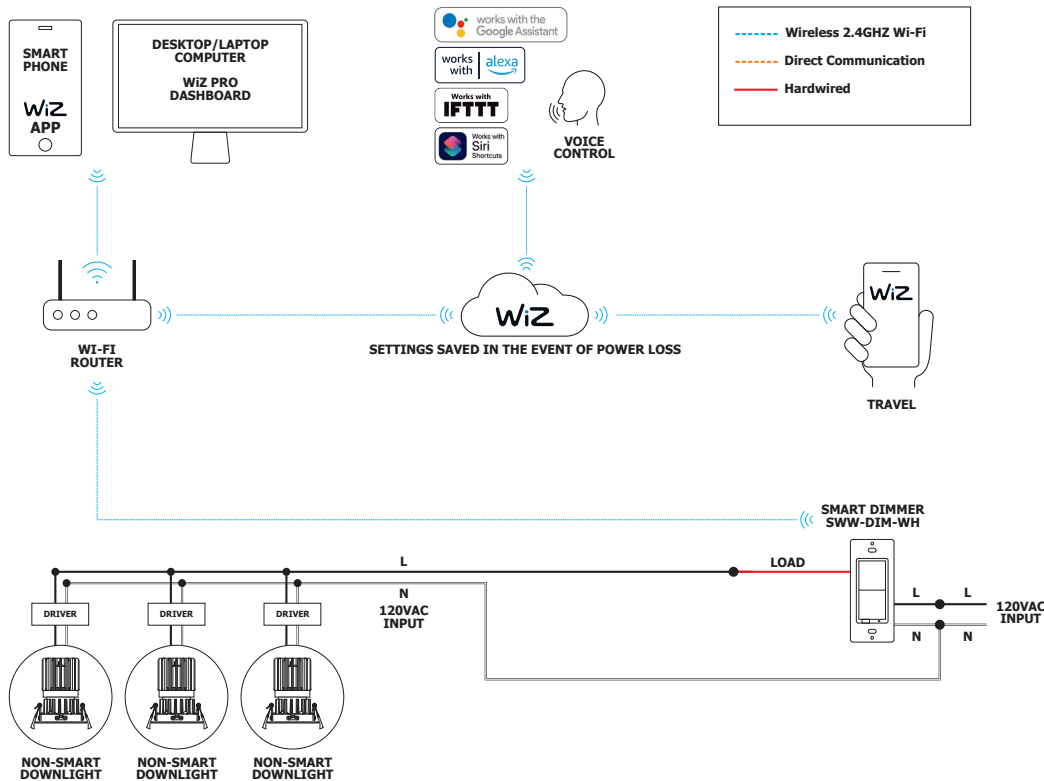 SMART
PHONE
WiZ
APP
DESKTOP/LAPTOP
COMPUTER
WiZ PRO
DASHBOARD
works with the
Google Assistant
works
with
alexa
Works with
IFTTT
Works with
Siri
Shortcuts
VOICE
CONTROL
Wireless 2.4GHZ Wi-Fi
Direct Communication
Hardwired
WI-FI
ROUTER
WiZ
SETTINGS SAVED IN THE EVENT OF POWER LOSS
WiZ
TRAVEL
SMART DIMMER
SWW-DIM-WH
L
LOAD
N
120VAC
INPUT
L
L
N
N
120VAC
INPUT
DRIVER
DRIVER
DRIVER
NON-SMART
DOWNLIGHT
NON-SMART
DOWNLIGHT
NON-SMART
DOWNLIGHT